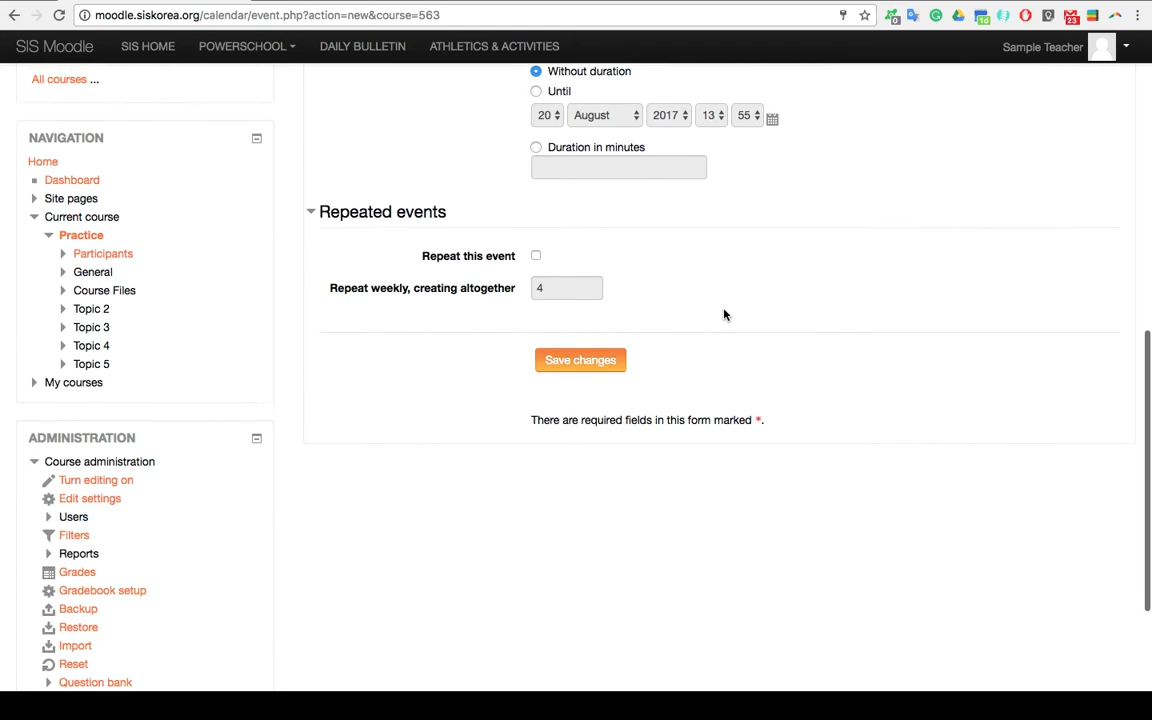 moodle.siskorea.org/calendar/event.php?action=new&course=563
SIS Moodle SIS HOME POWERSCHOOL DAILY BULLETIN ATHLETICS & ACTIVITIES Sample Teacher
All courses ...
NAVIGATION
Home
Dashboard
Site pages
Current course
Practice
Participants
General
Course Files
Topic 2
Topic 3
Topic 4
Topic 5
My courses
ADMINISTRATION
Course administration
Turn editing on
Edit settings
Users
Filters
Reports
Grades
Gradebook setup
Backup
Restore
Import
Reset
Question bank
Without duration
Until
20 August 2017 13 55
Duration in minutes
Repeated events
Repeat this event
Repeat weekly, creating altogether 4
Save changes
There are required fields in this form marked *.
0
1d
23